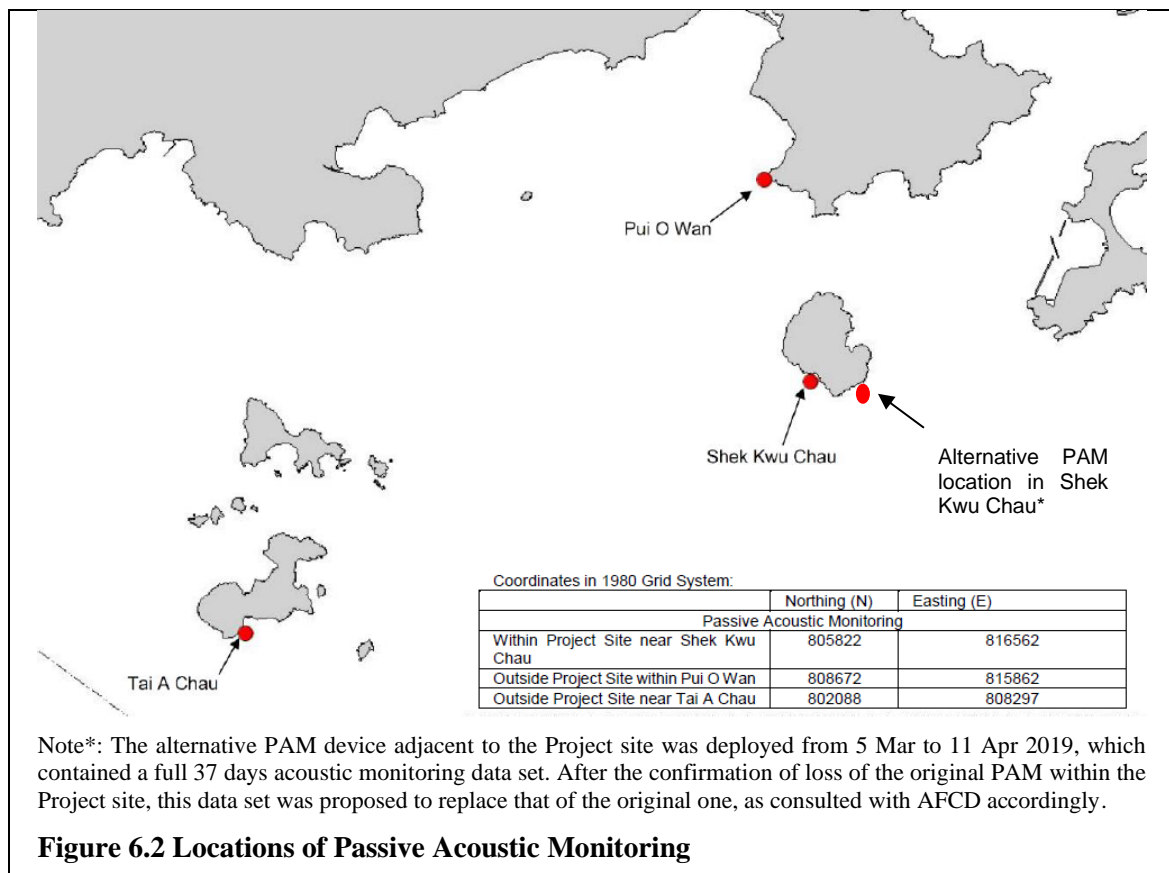 Pui O Wan
Shek Kwu Chau
Alternative PAM
location in Shek
Kwu Chau*
Tai A Chau
Coordinates in 1980 Grid System:
Northing (N) Easting (E)
Passive Acoustic Monitoring
Within Project Site near Shek Kwu Chau 805822 816562
Outside Project Site within Pui O Wan 808672 815862
Outside Project Site near Tai A Chau 802088 808297
Note*: The alternative PAM device adjacent to the Project site was deployed from 5 Mar to 11 Apr 2019, which
contained a full 37 days acoustic monitoring data set. After the confirmation of loss of the original PAM within the
Project site, this data set was proposed to replace that of the original one, as consulted with AFCD accordingly.
Figure 6.2 Locations of Passive Acoustic Monitoring